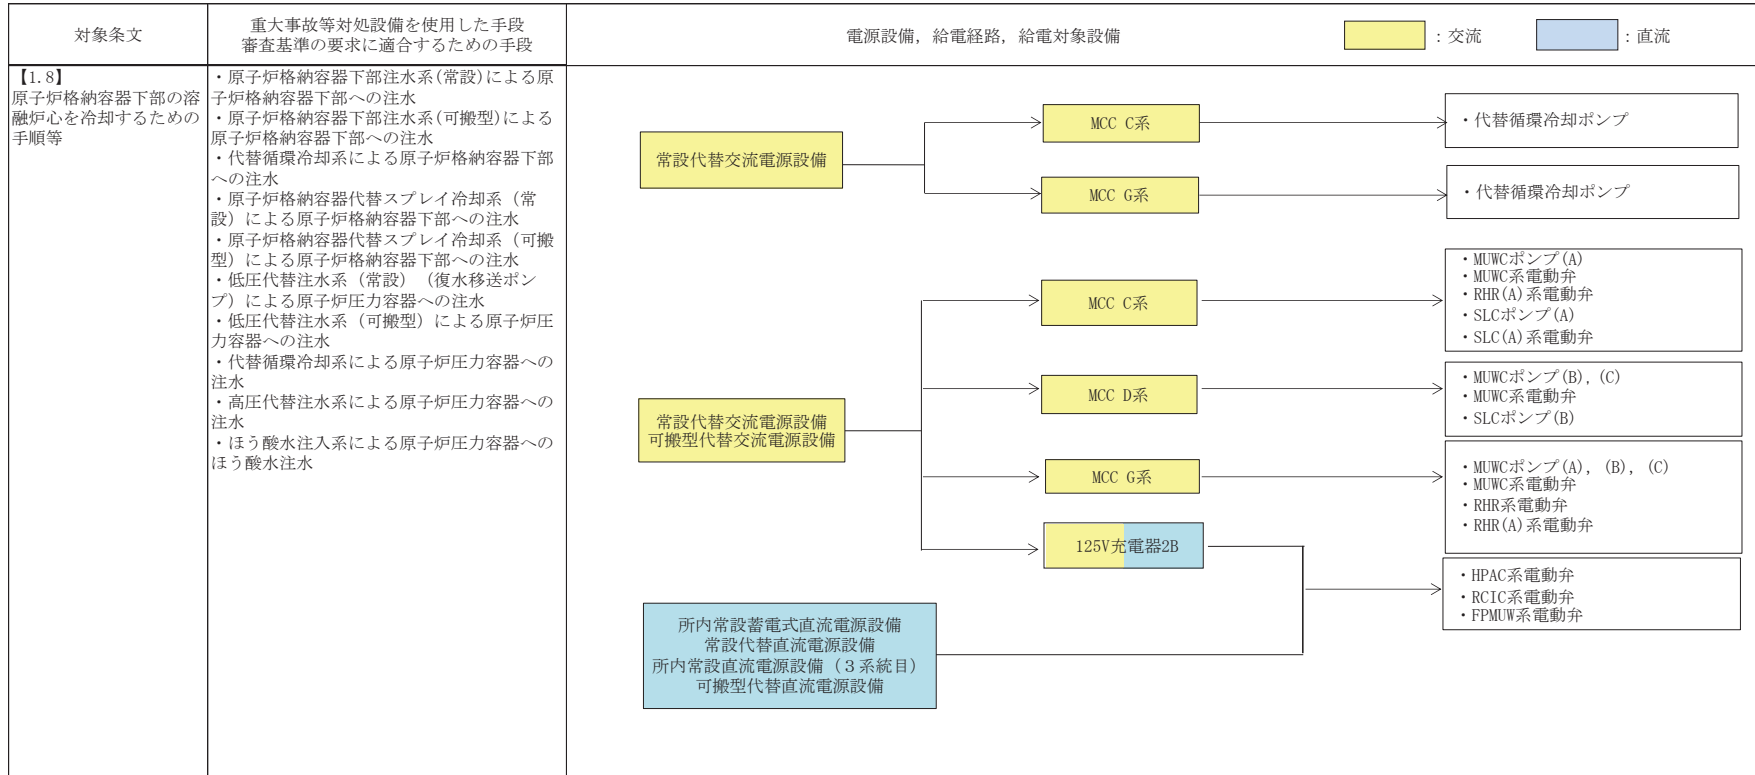 対象条文
重大事故等対処設備を使用した手段
審査基準の要求に適合するための手段
電源設備，給電経路，給電対象設備
：交流
：直流
【1.8】
原子炉格納容器下部の溶
融炉心を冷却するための
手順等
・原子炉格納容器下部注水系(常設)による原
子炉格納容器下部への注水
・原子炉格納容器下部注水系(可搬型)による
原子炉格納容器下部への注水
・代替循環冷却系による原子炉格納容器下部
への注水
・原子炉格納容器代替スプレイ冷却系（常
設）による原子炉格納容器下部への注水
・原子炉格納容器代替スプレイ冷却系（可搬
型）による原子炉格納容器下部への注水
・低圧代替注水系（常設）（復水移送ポン
プ）による原子炉圧力容器への注水
・低圧代替注水系（可搬型）による原子炉圧
力容器への注水
・代替循環冷却系による原子炉圧力容器への
注水
・高圧代替注水系による原子炉圧力容器への
注水
・ほう酸水注入系による原子炉圧力容器への
ほう酸水注水
常設代替交流電源設備
MCC C系
・代替循環冷却ポンプ
MCC G系
・代替循環冷却ポンプ
常設代替交流電源設備
可搬型代替交流電源設備
MCC C系
・MUWCポンプ(A)
・MUWC系電動弁
・RHR(A)系電動弁
・SLCポンプ(A)
・SLC(A)系電動弁
MCC D系
・MUWCポンプ(B)，(C)
・MUWC系電動弁
・SLCポンプ(B)
MCC G系
・MUWCポンプ(A)，(B)，(C)
・MUWC系電動弁
・RHR系電動弁
・RHR(A)系電動弁
125V充電器2B
・HPAC系電動弁
・RCIC系電動弁
・FPMUW系電動弁
所内常設蓄電式直流電源設備
常設代替直流電源設備
所内常設直流電源設備（３系統目）
可搬型代替直流電源設備